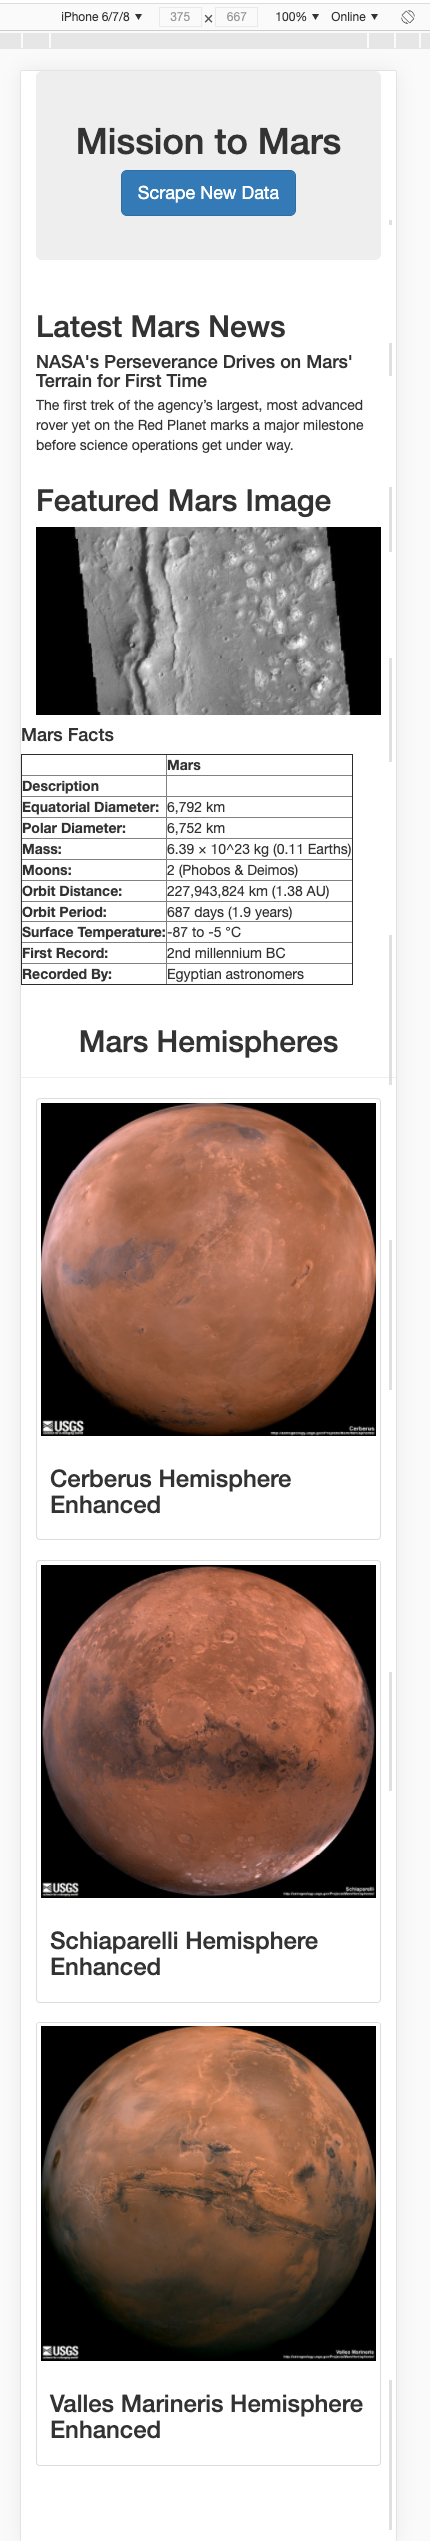 iPhone 6/7/8 ▼ 375 × 667 100% ▼ Online ▼
Mission to Mars
Scrape New Data
Latest Mars News
NASA's Perseverance Drives on Mars'
Terrain for First Time
The first trek of the agency’s largest, most advanced
rover yet on the Red Planet marks a major milestone
before science operations get under way.
Featured Mars Image
Mars Facts
Mars
Description
Equatorial Diameter: 6,792 km
Polar Diameter: 6,752 km
Mass: 6.39 × 10^23 kg (0.11 Earths)
Moons: 2 (Phobos & Deimos)
Orbit Distance: 227,943,824 km (1.38 AU)
Orbit Period: 687 days (1.9 years)
Surface Temperature: -87 to -5 °C
First Record: 2nd millennium BC
Recorded By: Egyptian astronomers
Mars Hemispheres
USGS
Cerberus
Cerberus Hemisphere
Enhanced
USGS
Schiaparelli
Schiaparelli Hemisphere
Enhanced
USGS
Valles Marineris
Valles Marineris Hemisphere
Enhanced